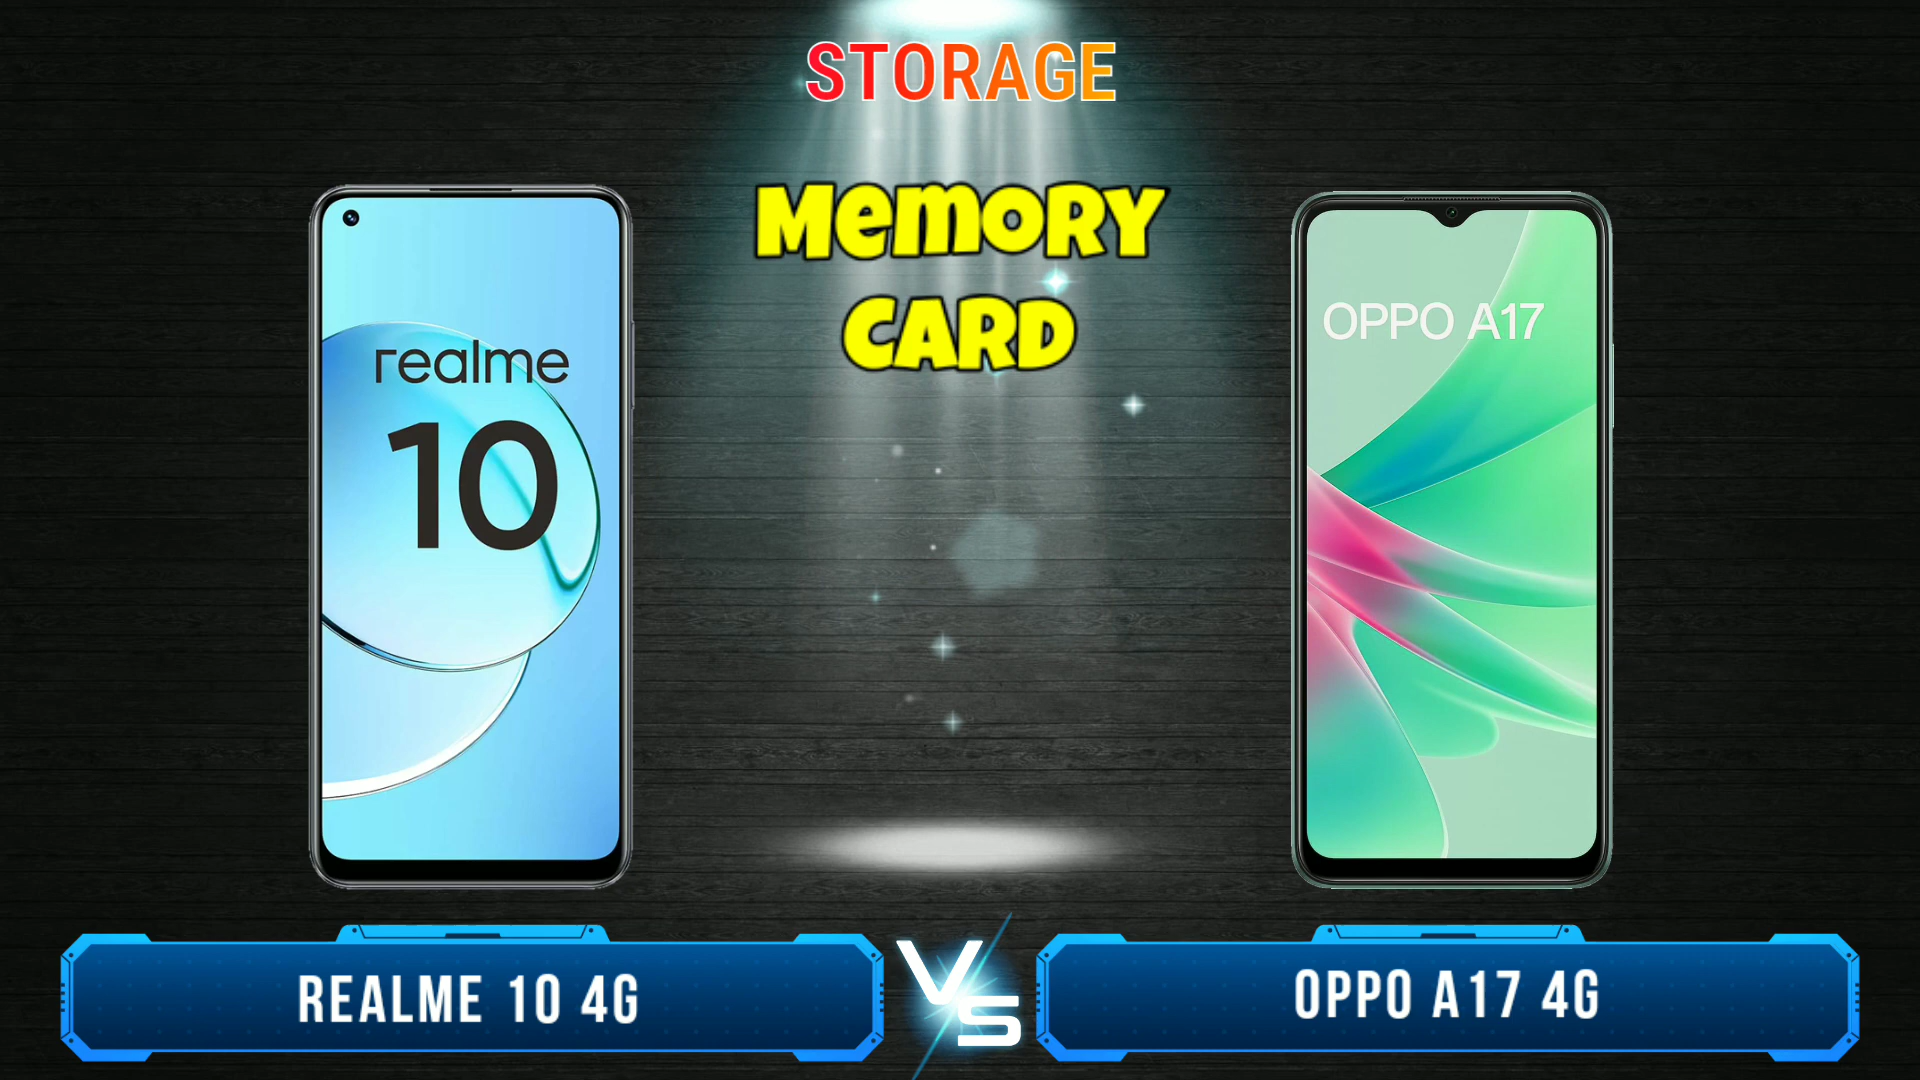 STORAGE
MeMORY
CARD
realme
10
OPPO A17
REALME 10 4G
VS
OPPO A17 4G